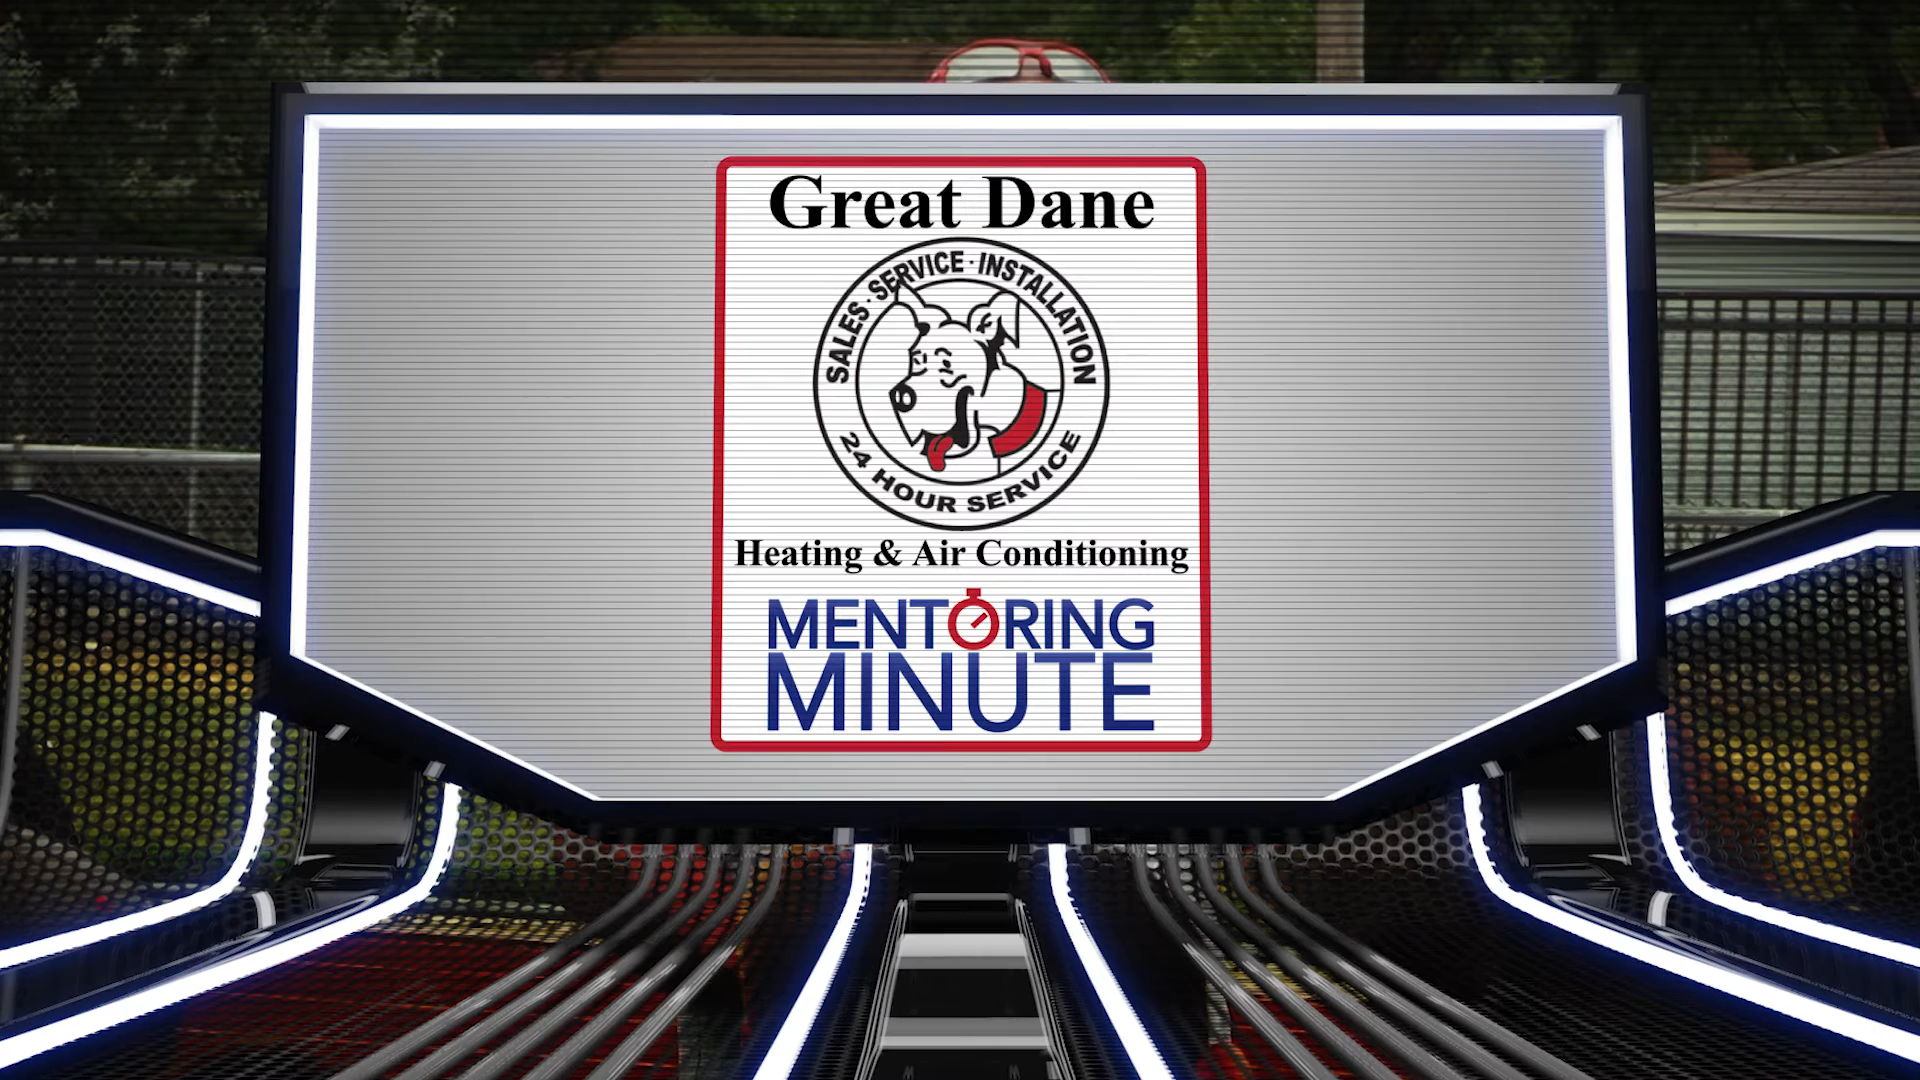 Great Dane
SALES · SERVICE · INSTALLATION
24 HOUR SERVICE
Heating & Air Conditioning
MENTORING
MINUTE